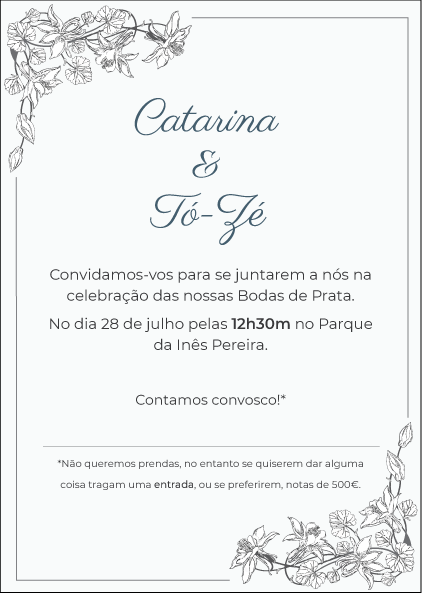 Catarina
&
Tó-Zé
Convidamos-vos para se juntarem a nós na
celebração das nossas Bodas de Prata.
No dia 28 de julho pelas 12h30m no Parque
da Inês Pereira.
Contamos convosco!*
*Não queremos prendas, no entanto se quiserem dar alguma
coisa tragam uma entrada, ou se preferirem, notas de 500€.